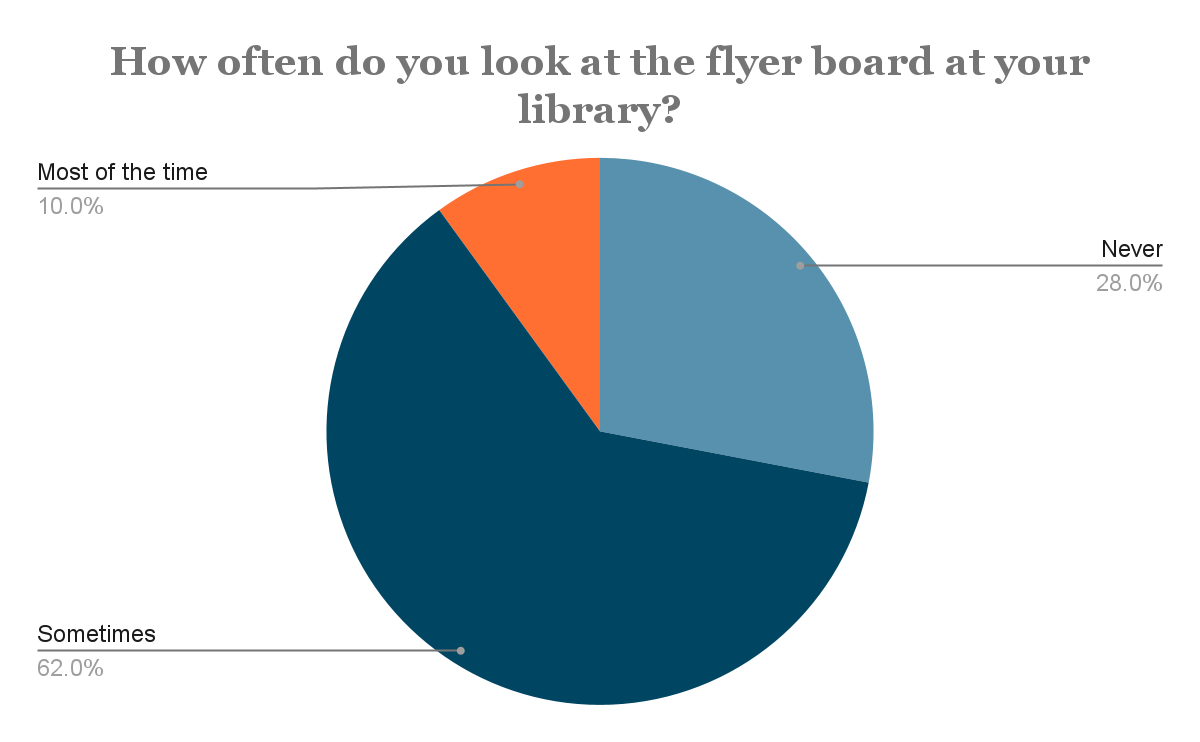 How often do you look at the flyer board at your
library?
Most of the time
10.0%
Never
28.0%
Sometimes
62.0%